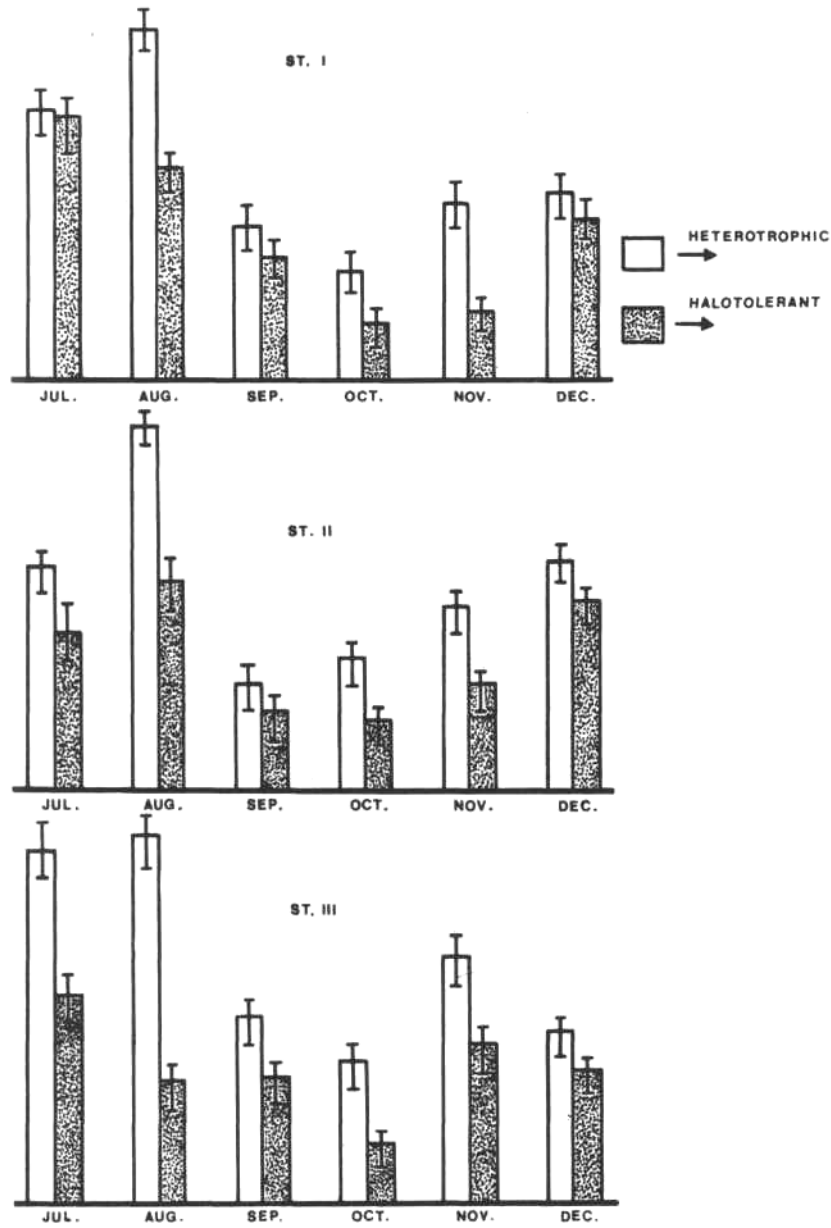 ST. I
HETEROTROPHIC
HALOTOLERANT
JUL. AUG. SEP. OCT. NOV. DEC.
ST. II
JUL. AUG. SEP. OCT. NOV. DEC.
ST. III
JUL. AUG. SEP. OCT. NOV. DEC.